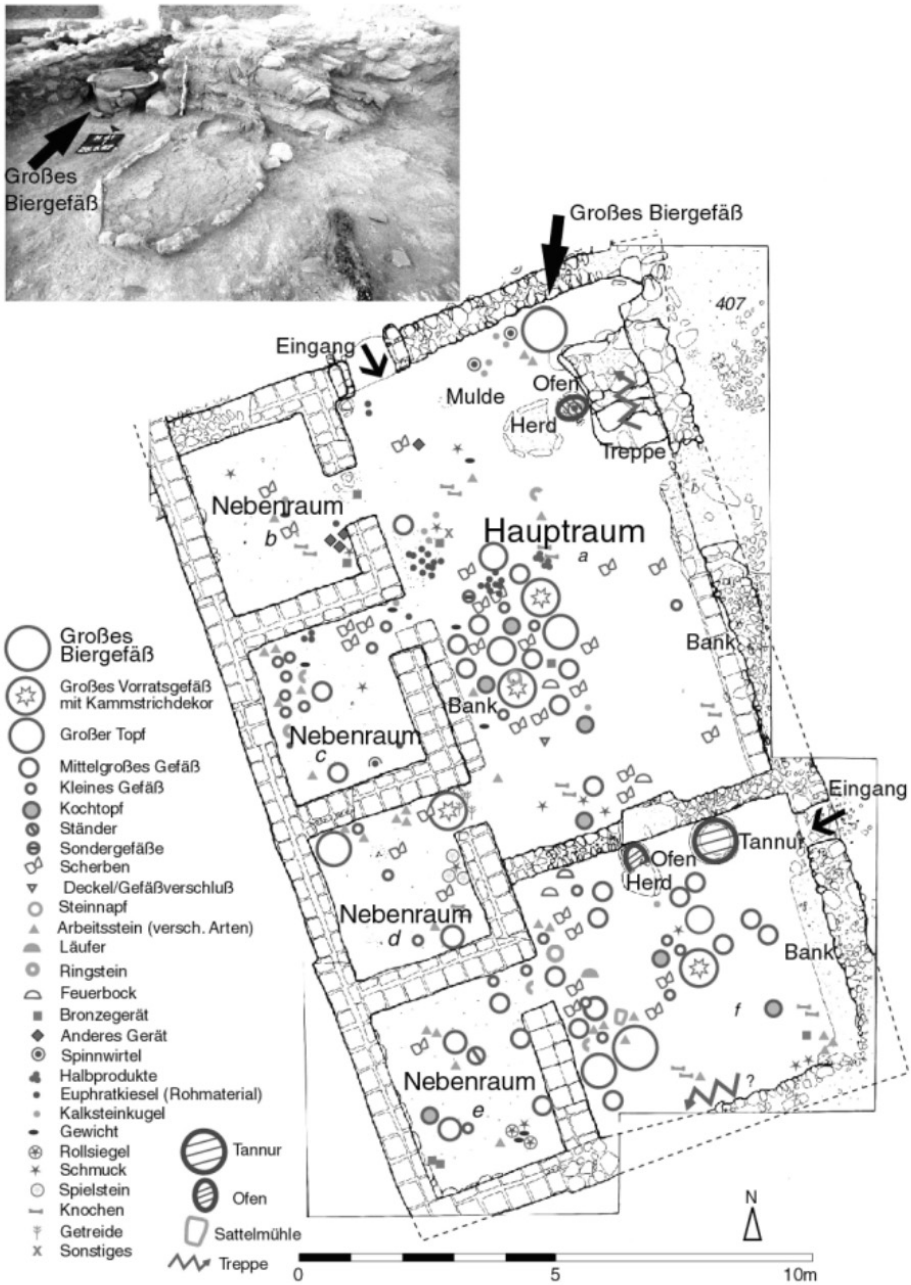 Großes
Biergefäß
Großes Biergefäß
407
Eingang
Mulde
Ofen
Herd
Treppe
Nebenraum
b
Hauptraum
a
Bank
Bank
Nebenraum
c
Eingang
Tannur
Ofen
Herd
Nebenraum
d
Bank
f
?
Nebenraum
e
Großes
Biergefäß
Großes Vorratsgefäß
mit Kammstrichdekor
Großer Topf
Mittelgroßes Gefäß
Kleines Gefäß
Kochtopf
Ständer
Sondergefäße
Scherben
Deckel/Gefäßverschluß
Steinnapf
Arbeitsstein (versch. Arten)
Läufer
Ringstein
Feuerbock
Bronzegerät
Anderes Gerät
Spinnwirtel
Halbprodukte
Euphratkiesel (Rohmaterial)
Kalksteinkugel
Gewicht
Rollsiegel
Schmuck
Spielstein
Knochen
Getreide
Sonstiges
Tannur
Ofen
Sattelmühle
Treppe
N
0 5 10m